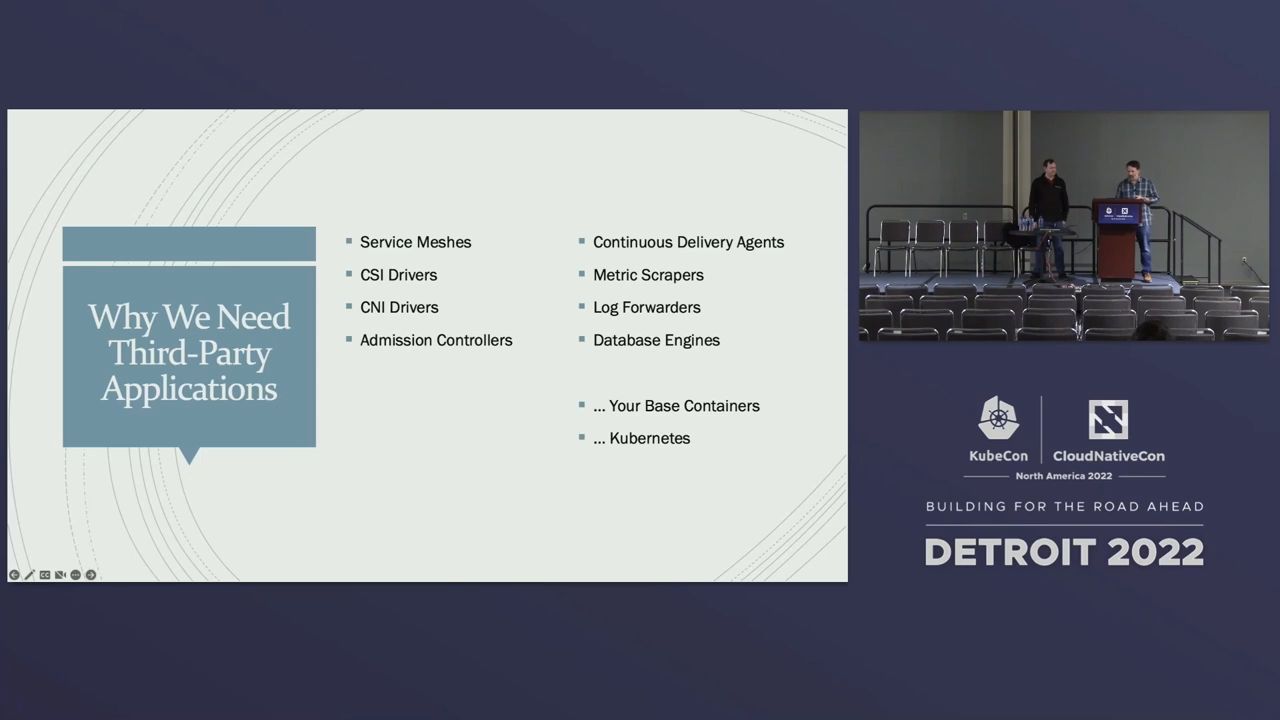 Why We Need
Third-Party
Applications
Service Meshes
CSI Drivers
CNI Drivers
Admission Controllers
Continuous Delivery Agents
Metric Scrapers
Log Forwarders
Database Engines
... Your Base Containers
... Kubernetes
CC
KubeCon
CloudNativeCon
North America 2022
BUILDING FOR THE ROAD AHEAD
DETROIT 2022